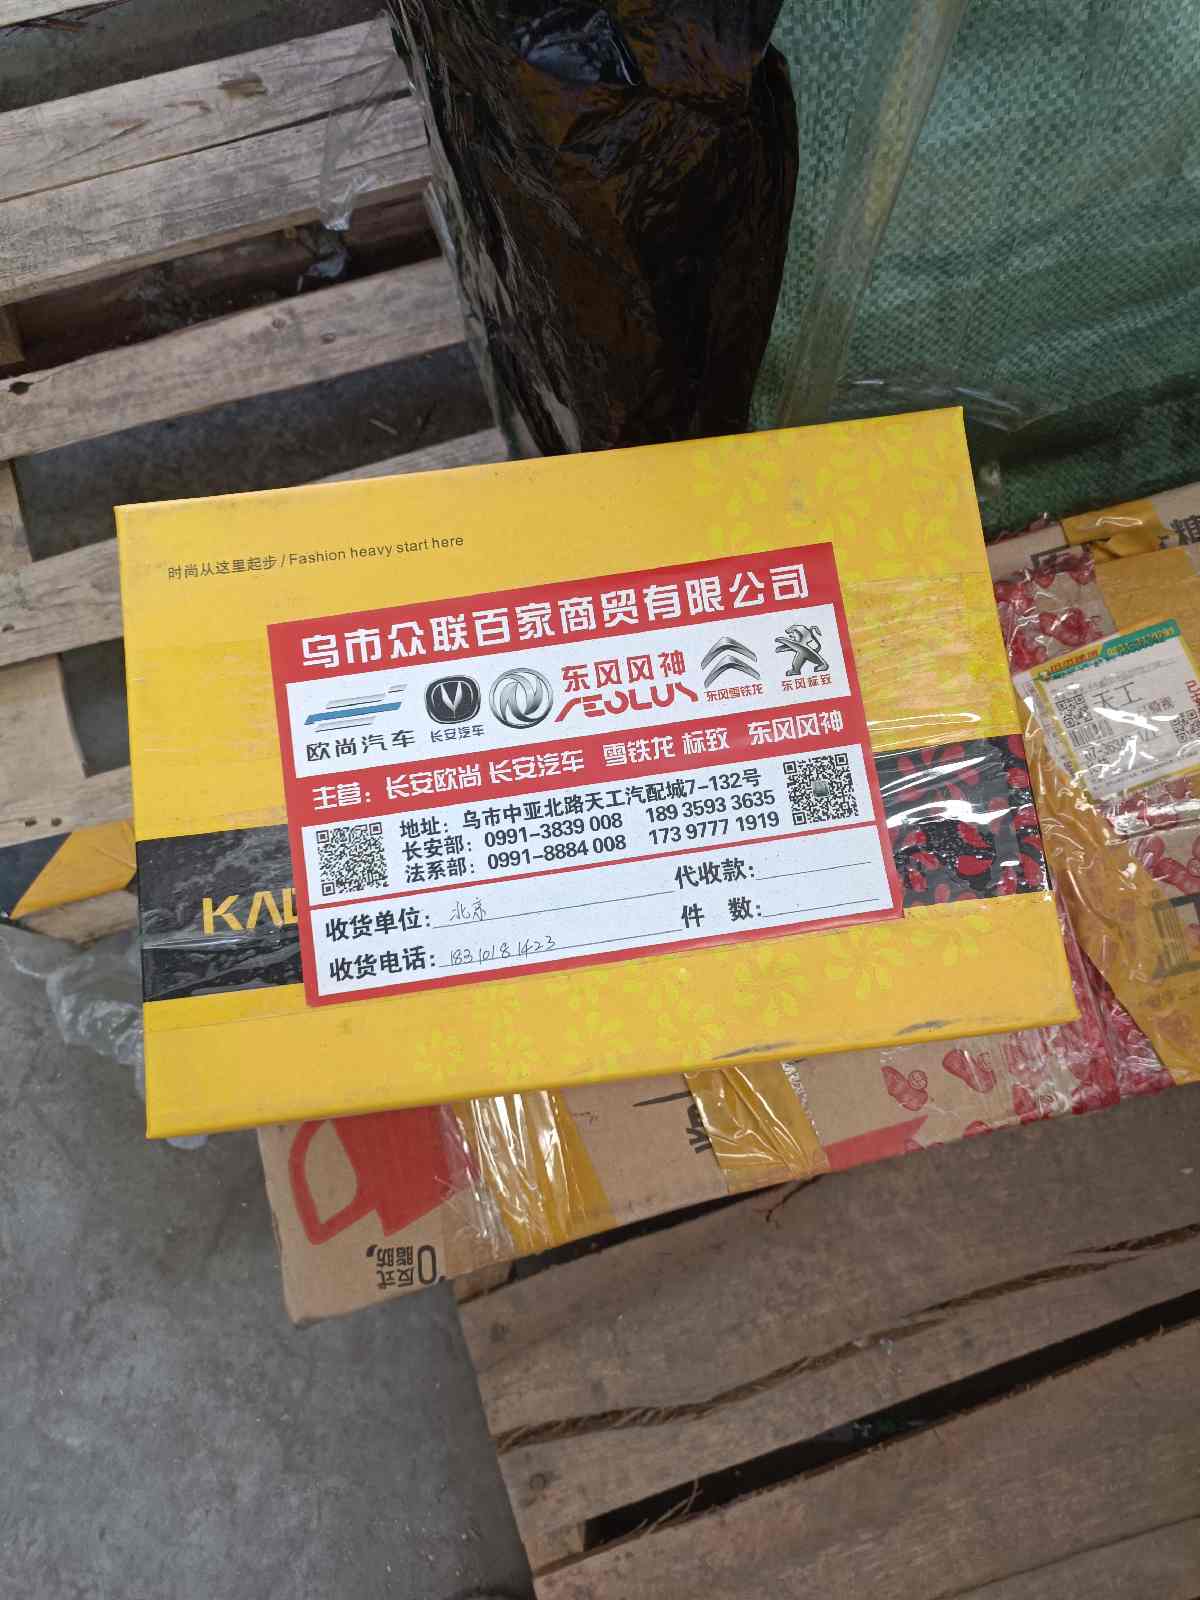 时尚从这里起步 / Fashion heavy start here
乌市众联百家商贸有限公司
欧尚汽车
长安汽车
东风风神
AEOLUS
东风雪铁龙
东风标致
主营：长安欧尚 长安汽车 雪铁龙 标致 东风风神
地址：乌市中亚北路天工汽配城7-132号
长安部：0991-3839 008 189 3593 3635
法系部：0991-8884 008 173 9777 1919
收货单位：北京 代收款：
收货电话：18310181423 件 数：
KAD
天工
0反式脂肪